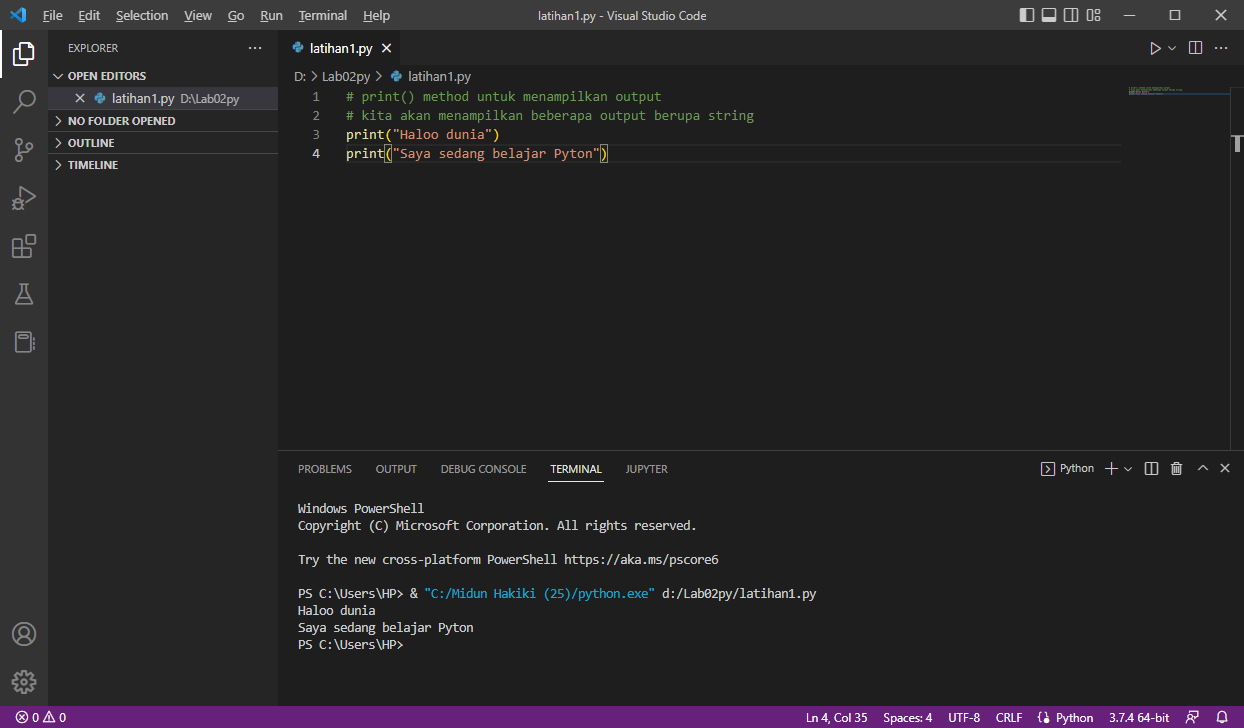 File Edit Selection View Go Run Terminal Help
latihan1.py - Visual Studio Code
EXPLORER
OPEN EDITORS
latihan1.py D:\Lab02py
NO FOLDER OPENED
OUTLINE
TIMELINE
latihan1.py
D: > Lab02py > latihan1.py
1 # print() method untuk menampilkan output
2 # kita akan menampilkan beberapa output berupa string
3 print("Haloo dunia")
4 print("Saya sedang belajar Pyton")
PROBLEMS OUTPUT DEBUG CONSOLE TERMINAL JUPYTER
Python
Windows PowerShell
Copyright (C) Microsoft Corporation. All rights reserved.
Try the new cross-platform PowerShell https://aka.ms/pscore6
PS C:\Users\HP> & "C:/Midun Hakiki (25)/python.exe" d:/Lab02py/latihan1.py
Haloo dunia
Saya sedang belajar Pyton
PS C:\Users\HP>
0 0
Ln 4, Col 35 Spaces: 4 UTF-8 CRLF Python 3.7.4 64-bit